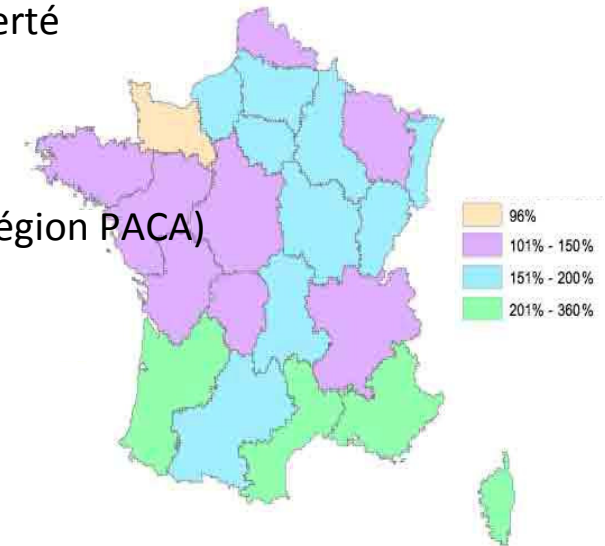 erté
égion PACA)
96%
101% - 150%
151% - 200%
201% - 360%